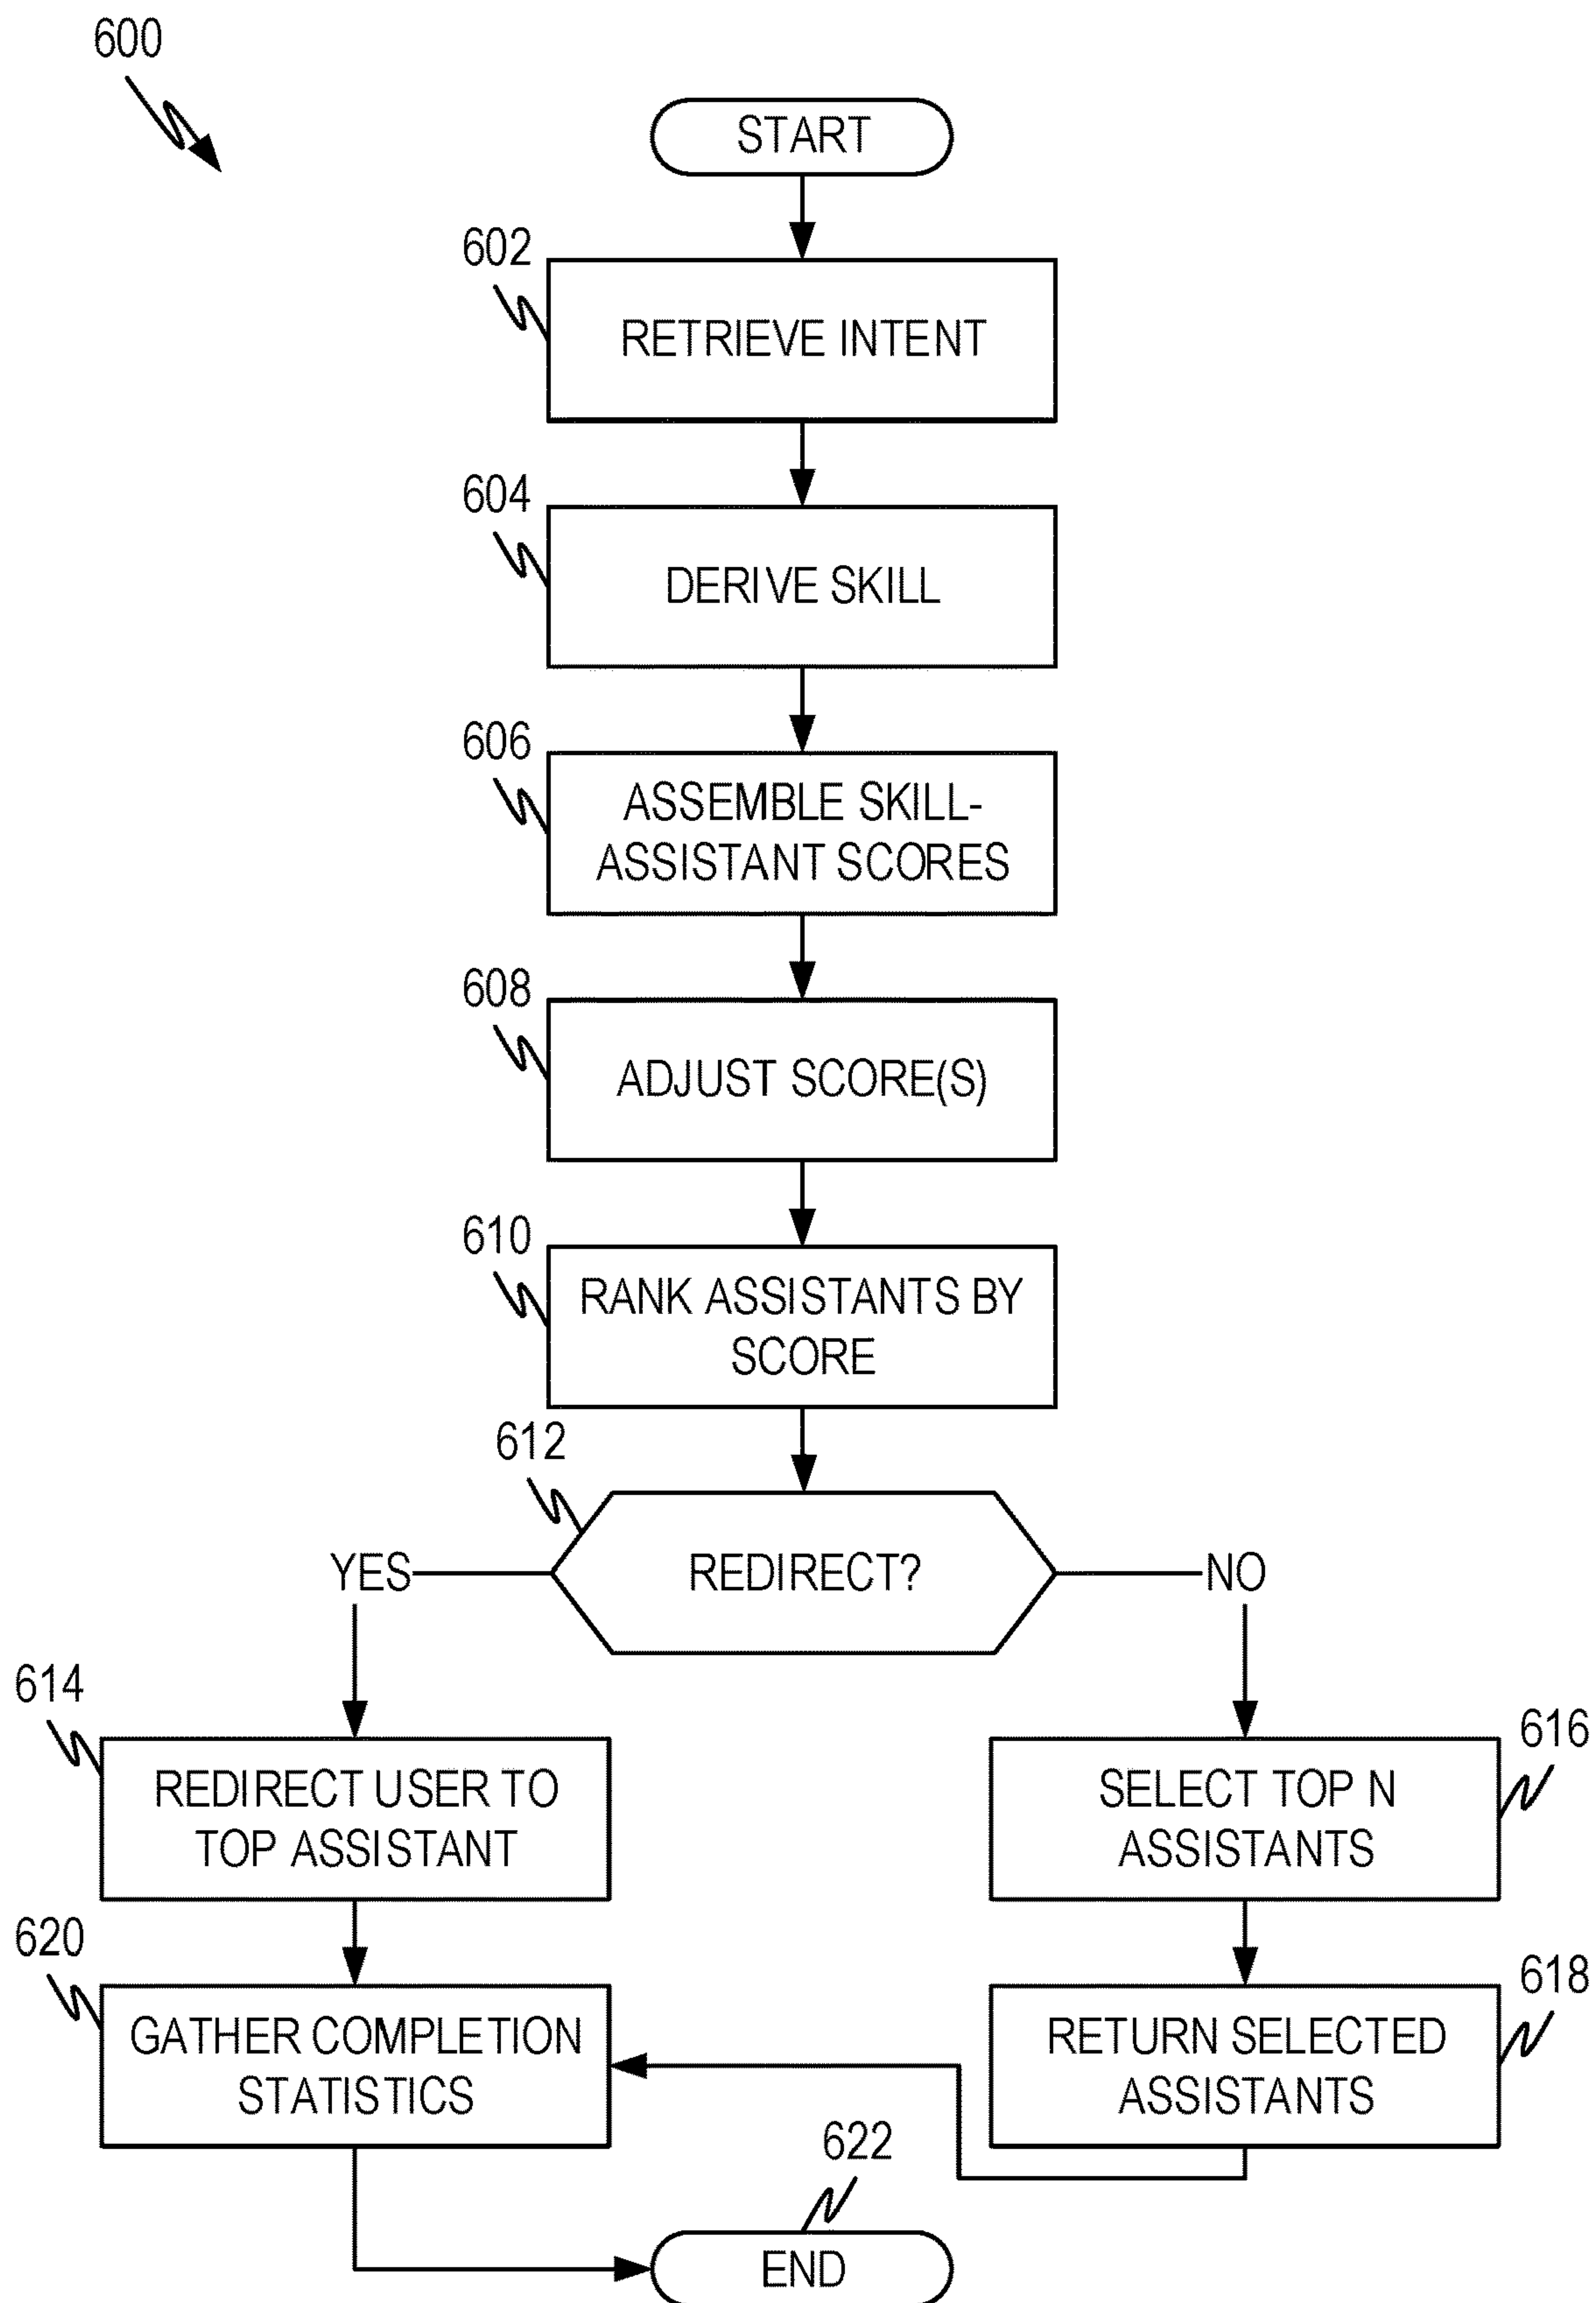 600
START
602
RETRIEVE INTENT
604
DERIVE SKILL
606
ASSEMBLE SKILL-
ASSISTANT SCORES
608
ADJUST SCORE(S)
610
RANK ASSISTANTS BY
SCORE
612
REDIRECT?
YES
NO
614
REDIRECT USER TO
TOP ASSISTANT
616
SELECT TOP N
ASSISTANTS
620
GATHER COMPLETION
STATISTICS
618
RETURN SELECTED
ASSISTANTS
622
END